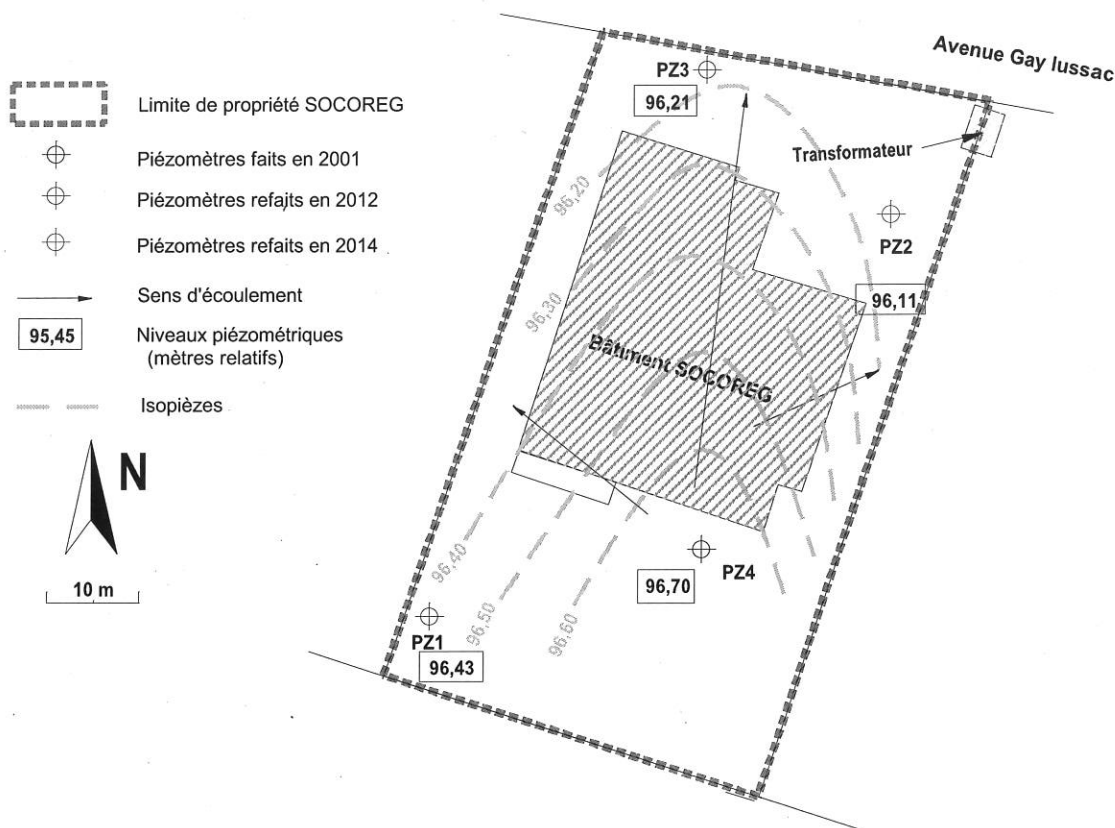 Avenue Gay lussac
PZ3
96,21
Transformateur
PZ2
96,11
Limite de propriété SOCOREG
Piézomètres faits en 2001
Piézomètres refaits en 2012
Piézomètres refaits en 2014
Sens d'écoulement
95,45
Niveaux piézométriques
(mètres relatifs)
Isopièzes
N
10 m
96,20
96,30
Bâtiment SOCOREG
96,40
96,50
96,60
PZ4
96,70
PZ1
96,43